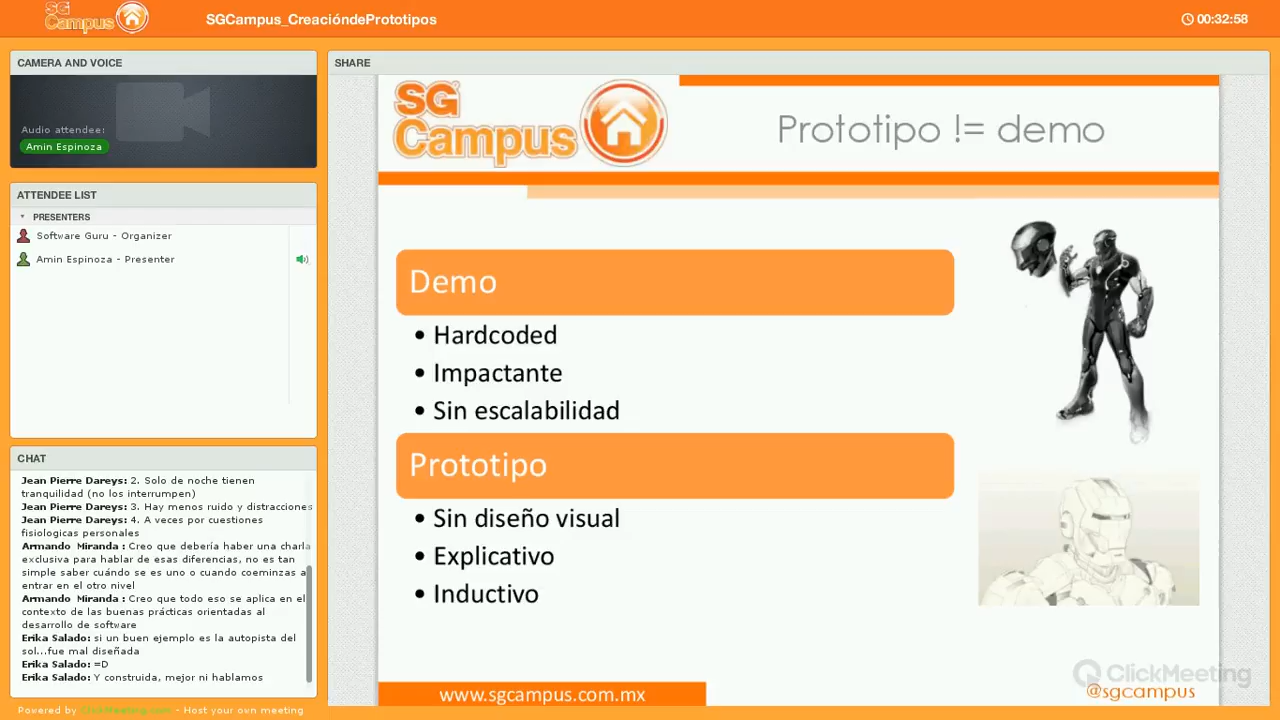 SG
Campus
SGCampus_CreacióndePrototipos
00:32:58
CAMERA AND VOICE
Audio attendee:
Amin Espinoza
ATTENDEE LIST
PRESENTERS
Software Guru - Organizer
Amin Espinoza - Presenter
CHAT
Jean Pierre Dareys: 2. Solo de noche tienen
tranquilidad (no los interrumpen)
Jean Pierre Dareys: 3. Hay menos ruido y distracciones
Jean Pierre Dareys: 4. A veces por cuestiones
fisiologicas personales
Armando Miranda : Creo que debería haber una charla
exclusiva para hablar de esas diferencias, no es tan
simple saber cuándo se es uno o cuando coeminzas a
entrar en el otro nivel
Armando Miranda : Creo que todo eso se aplica en el
contexto de las buenas prácticas orientadas al
desarrollo de software
Erika Salado: si un buen ejemplo es la autopista del
sol...fue mal diseñada
Erika Salado: =D
Erika Salado: Y construida, mejor ni hablamos
Powered by ClickMeeting.com - Host your own meeting
SHARE
SG
Campus
Prototipo != demo
Demo
• Hardcoded
• Impactante
• Sin escalabilidad
Prototipo
• Sin diseño visual
• Explicativo
• Inductivo
www.sgcampus.com.mx
ClickMeeting
@sgcampus